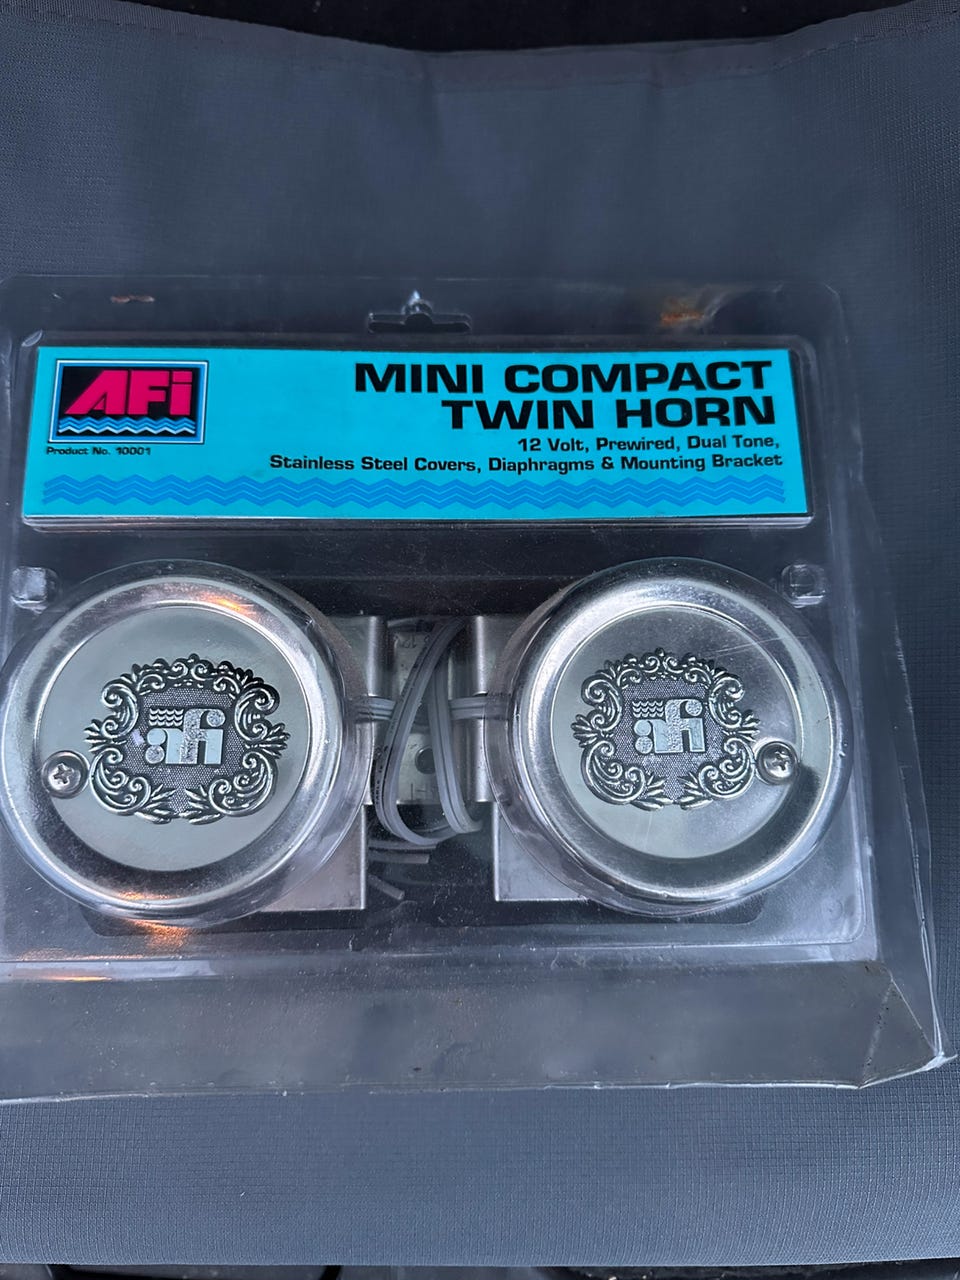 AFi
Product No. 10001
MINI COMPACT
TWIN HORN
12 Volt, Prewired, Dual Tone,
Stainless Steel Covers, Diaphragms & Mounting Bracket
afi
afi